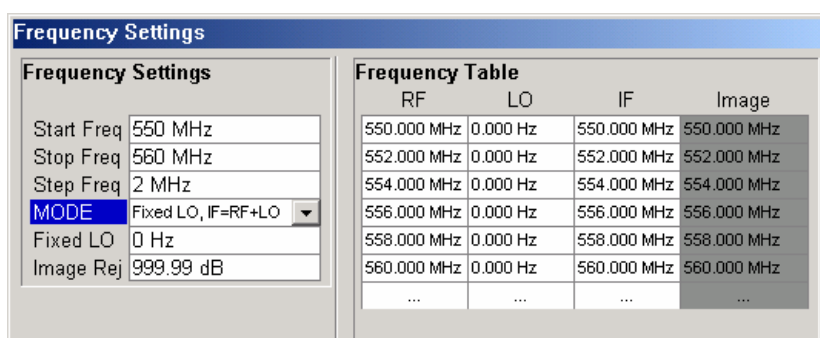 Frequency Settings
Frequency Settings
Start Freq 550 MHz
Stop Freq 560 MHz
Step Freq 2 MHz
MODE Fixed LO, IF=RF+LO
Fixed LO 0 Hz
Image Rej 999.99 dB
Frequency Table
RF LO IF Image
550.000 MHz 0.000 Hz 550.000 MHz 550.000 MHz
552.000 MHz 0.000 Hz 552.000 MHz 552.000 MHz
554.000 MHz 0.000 Hz 554.000 MHz 554.000 MHz
556.000 MHz 0.000 Hz 556.000 MHz 556.000 MHz
558.000 MHz 0.000 Hz 558.000 MHz 558.000 MHz
560.000 MHz 0.000 Hz 560.000 MHz 560.000 MHz
... ... ... ...